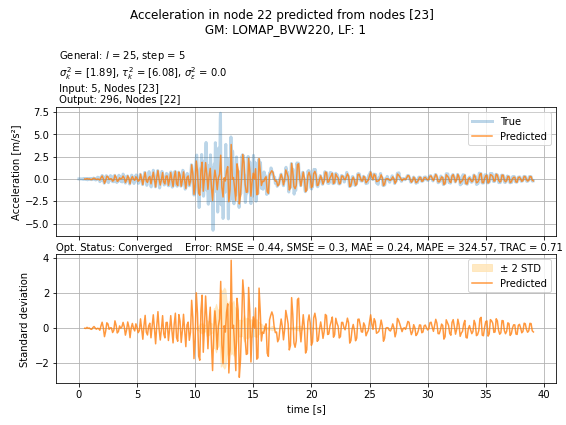 Acceleration in node 22 predicted from nodes [23]
GM: LOMAP_BVW220, LF: 1
General: l = 25, step = 5
σ²ₖ = [1.89], τ²ₖ = [6.08], σ²ε = 0.0
Input: 5, Nodes [23]
Output: 296, Nodes [22]
Acceleration [m/s²]
7.5
5.0
2.5
0.0
−2.5
−5.0
True
Predicted
Opt. Status: Converged Error: RMSE = 0.44, SMSE = 0.3, MAE = 0.24, MAPE = 324.57, TRAC = 0.71
Standard deviation
4
2
0
−2
± 2 STD
Predicted
0 5 10 15 20 25 30 35 40
time [s]